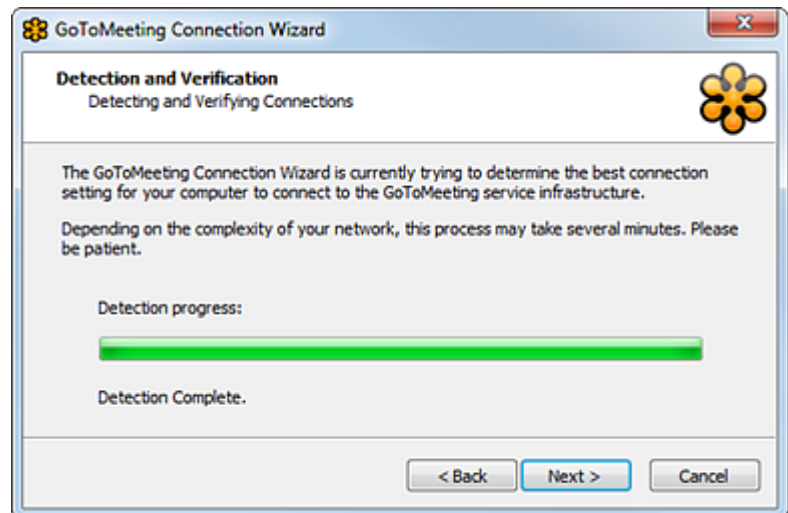 GoToMeeting Connection Wizard
Detection and Verification
Detecting and Verifying Connections
The GoToMeeting Connection Wizard is currently trying to determine the best connection
setting for your computer to connect to the GoToMeeting service infrastructure.
Depending on the complexity of your network, this process may take several minutes. Please
be patient.
Detection progress:
Detection Complete.
< Back Next > Cancel